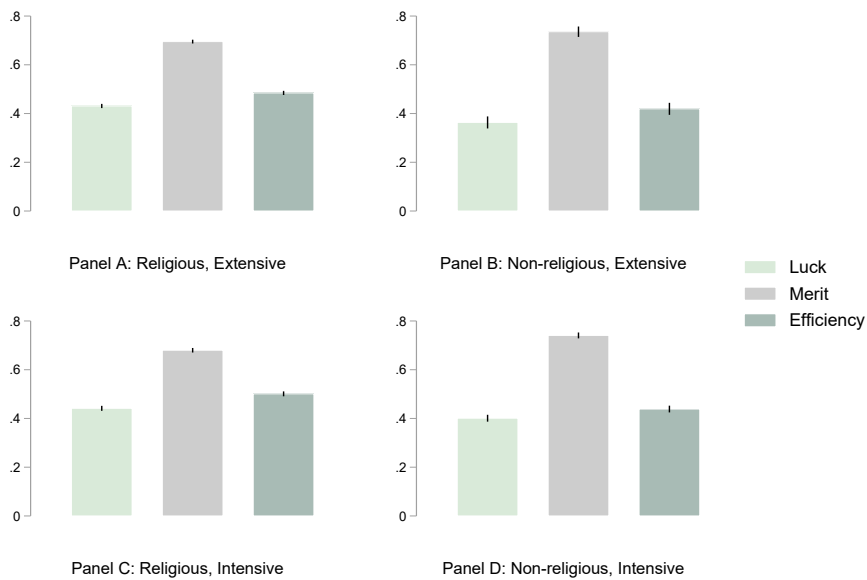 .8
.6
.4
.2
0
Panel A: Religious, Extensive
.8
.6
.4
.2
0
Panel B: Non-religious, Extensive
.8
.6
.4
.2
0
Panel C: Religious, Intensive
.8
.6
.4
.2
0
Panel D: Non-religious, Intensive
Luck
Merit
Efficiency